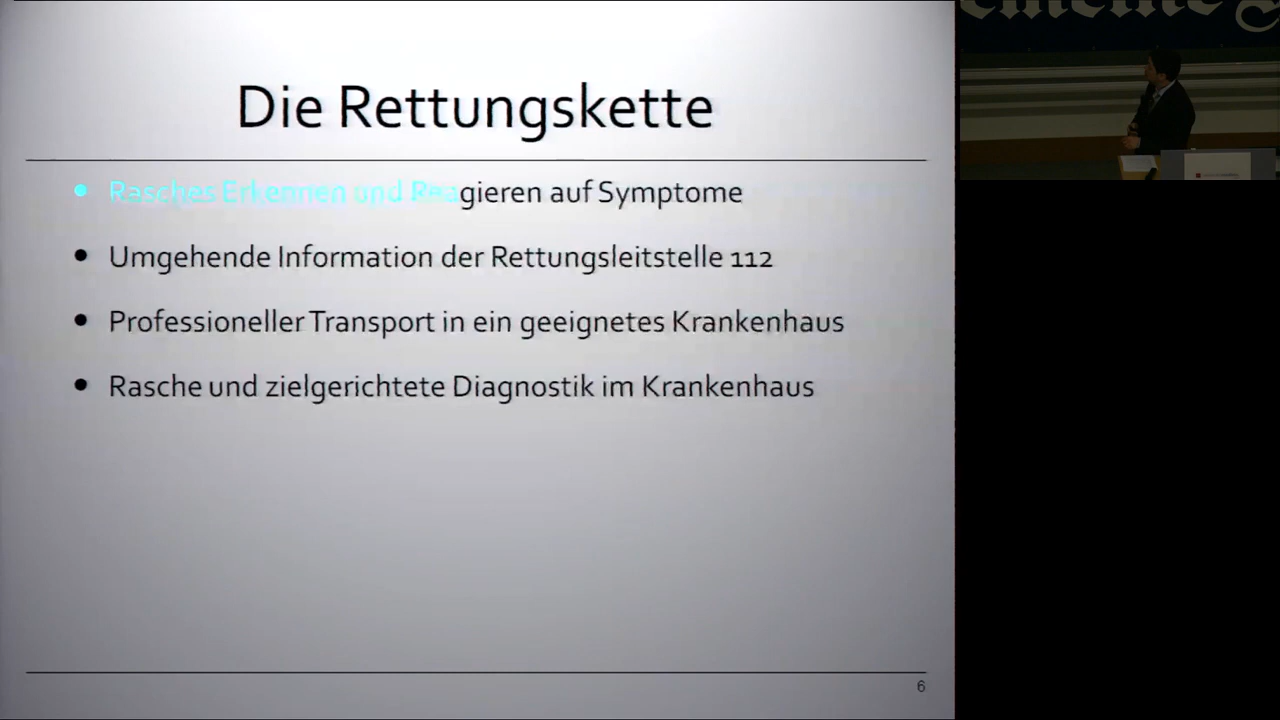 Die Rettungskette
• Rasches Erkennen und Reagieren auf Symptome
• Umgehende Information der Rettungsleitstelle 112
• Professioneller Transport in ein geeignetes Krankenhaus
• Rasche und zielgerichtete Diagnostik im Krankenhaus
6